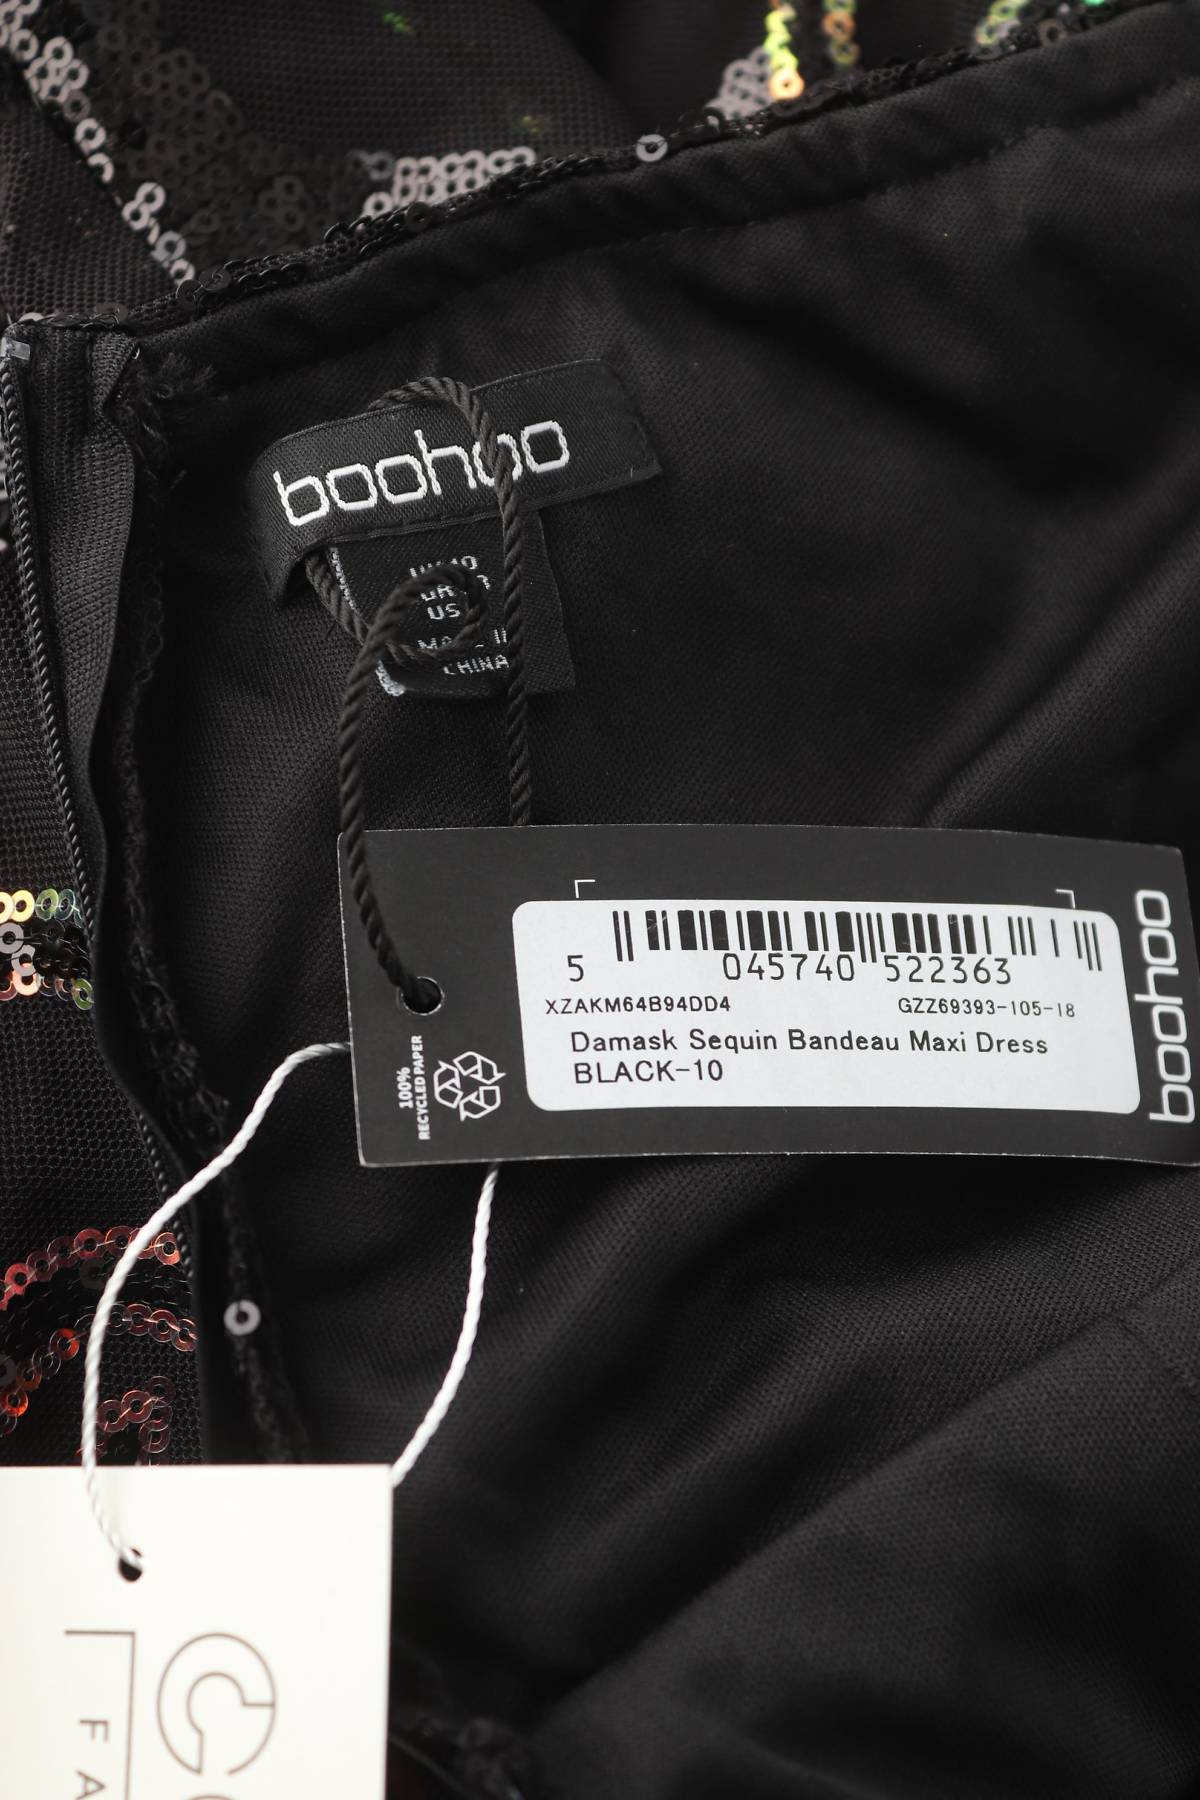 boohoo
US
CHINA
5 045740 522363
XZAKM64B94DD4 GZZ69393-105-18
Damask Sequin Bandeau Maxi Dress
BLACK-10
100%
RECYCLED PAPER
boohoo